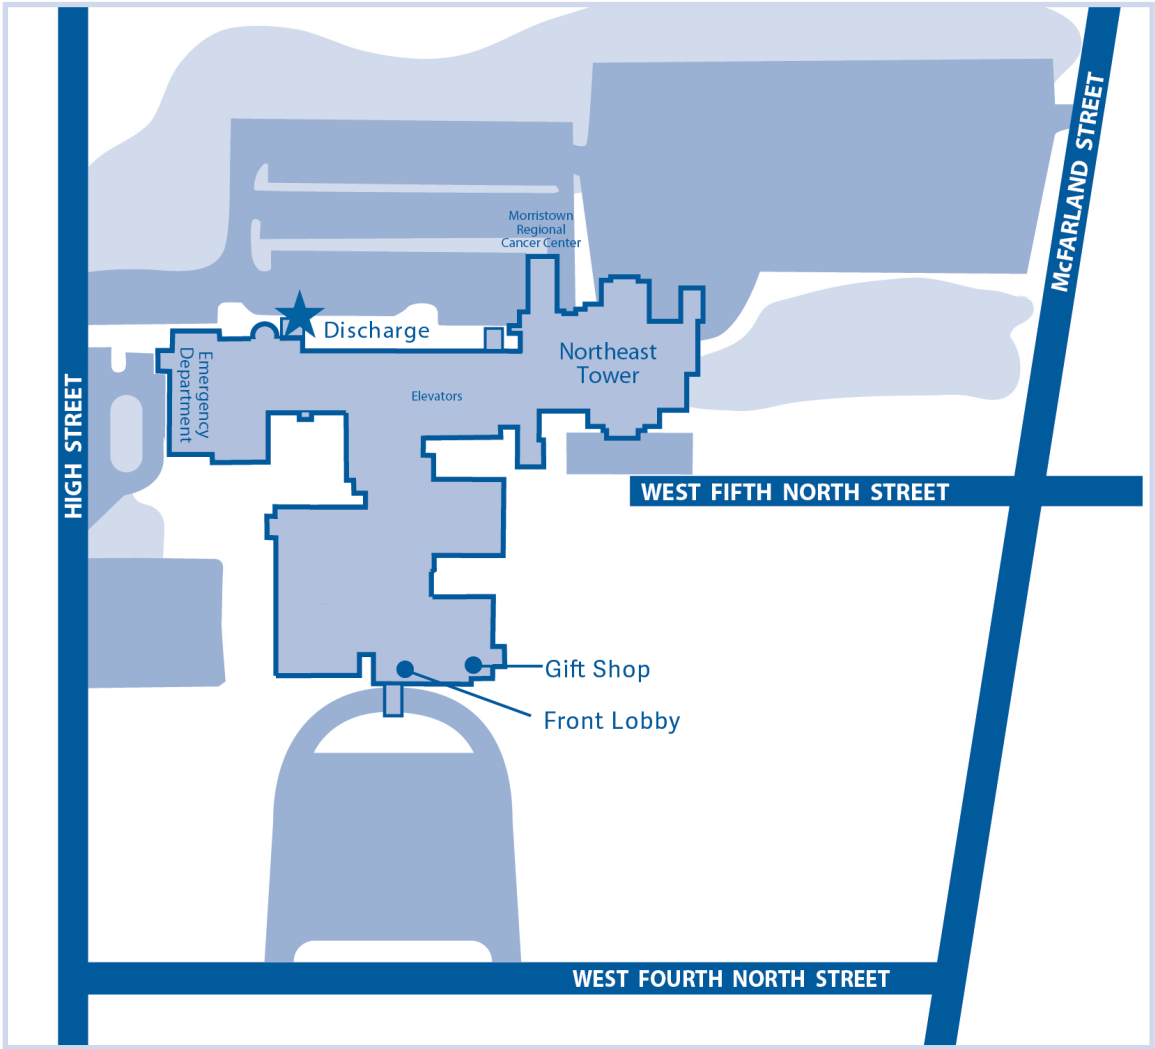 McFARLAND STREET
Morristown
Regional
Cancer Center
Discharge
Northeast
Tower
Emergency
Department
Elevators
HIGH STREET
WEST FIFTH NORTH STREET
Gift Shop
Front Lobby
WEST FOURTH NORTH STREET